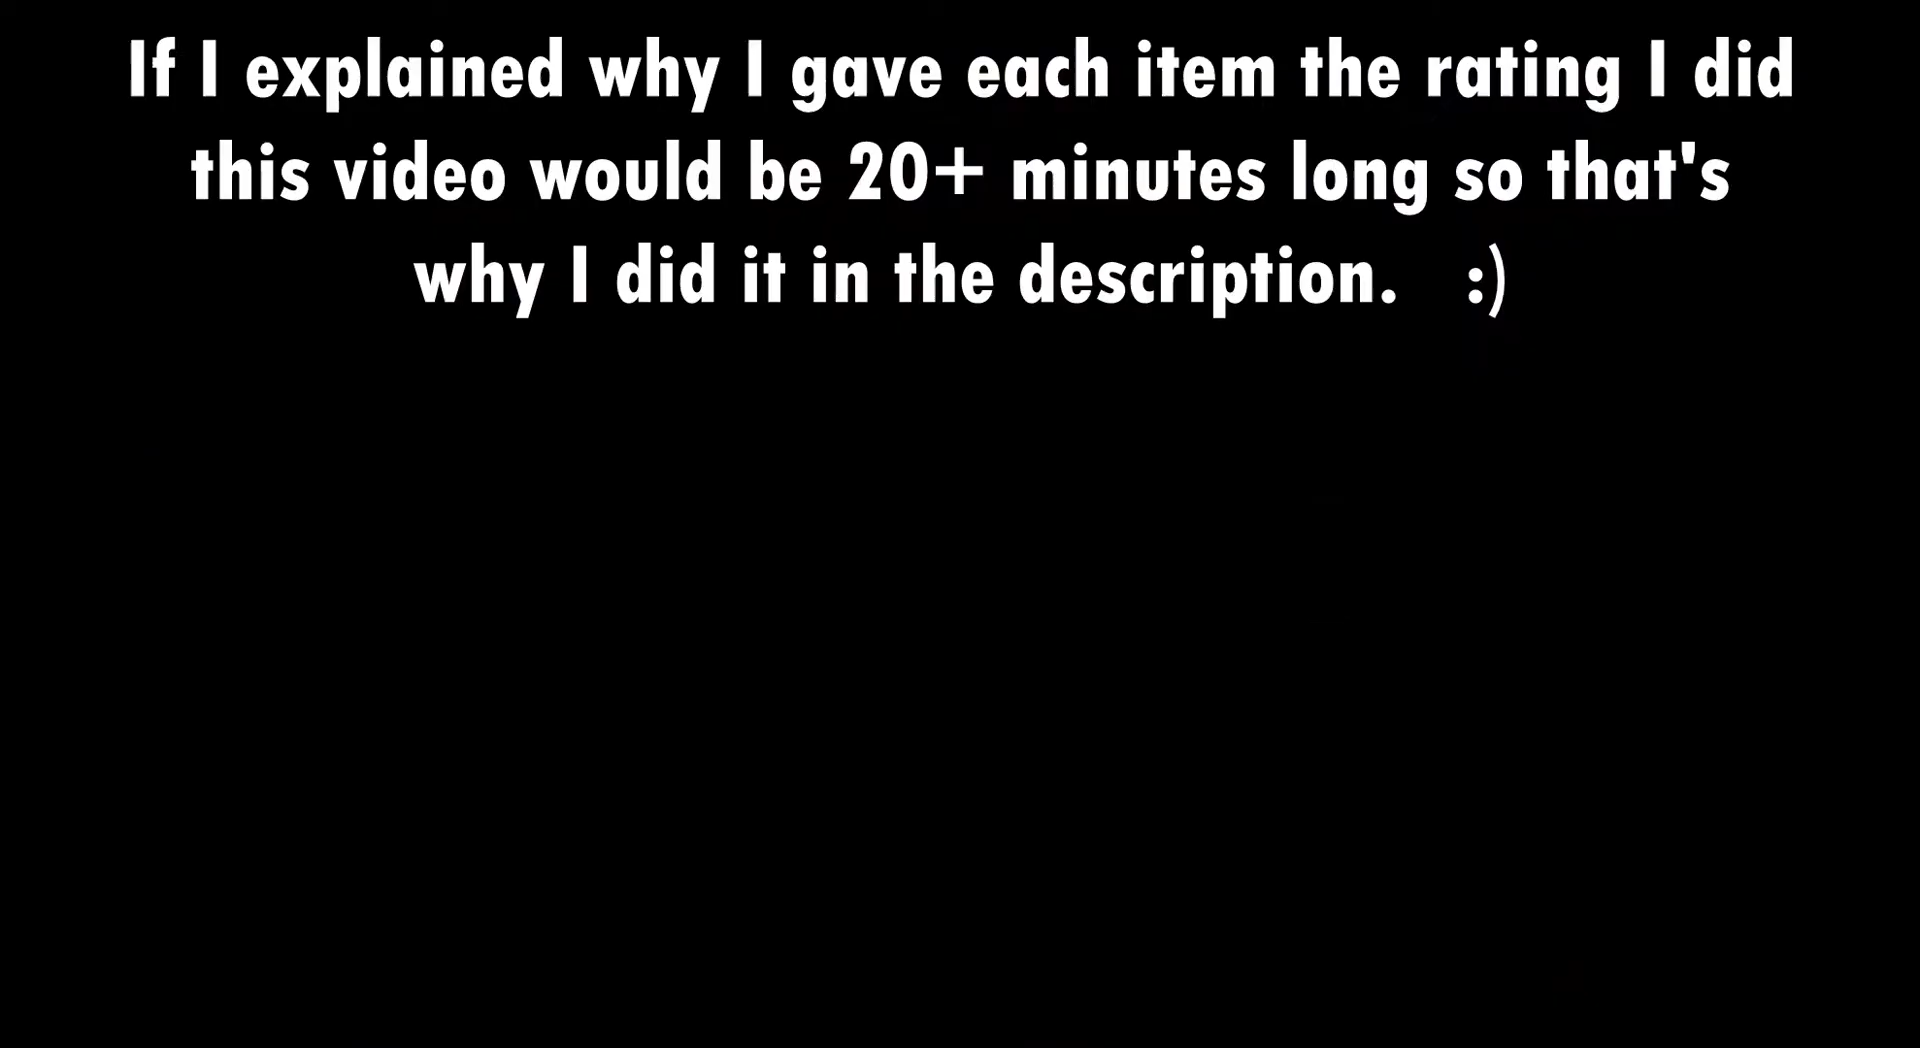 If I explained why I gave each item the rating I did
this video would be 20+ minutes long so that's
why I did it in the description. :)